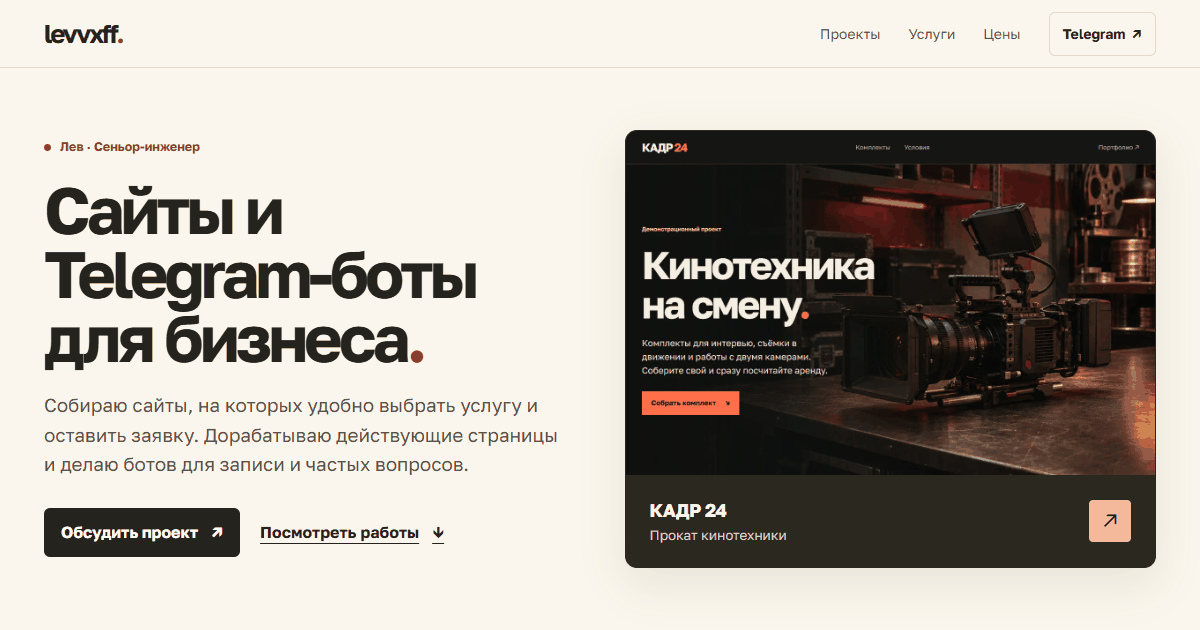 levvxff.
Проекты
Услуги
Цены
Telegram ↗
Лев · Сеньор-инженер
Сайты и
Telegram-боты
для бизнеса.
Собираю сайты, на которых удобно выбрать услугу и
оставить заявку. Дорабатываю действующие страницы
и делаю ботов для записи и частых вопросов.
Обсудить проект ↗
Посмотреть работы ↓
КАДР 24
Комплекты
Условия
Портфолио ↗
Демонстрационный проект
Кинотехника
на смену.
Комплекты для интервью, съёмки в
движении и работы с двумя камерами.
Соберите свой и сразу посчитайте аренду.
Собрать комплект
КАДР 24
Прокат кинотехники